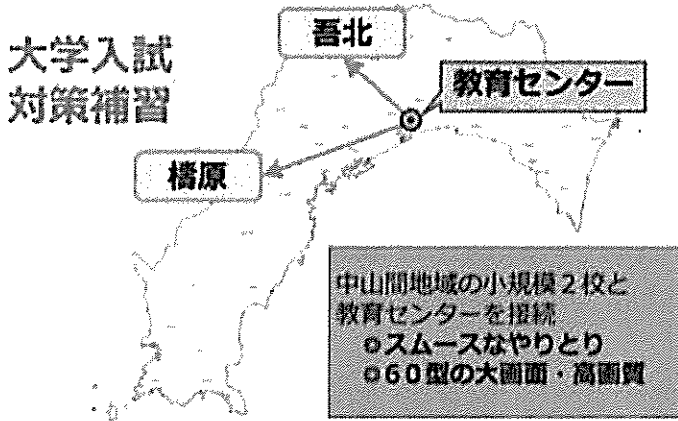 大学入試
対策補習
吾北
教育センター
檮原
中山間地域の小規模2校と
教育センターを接続
◎スムースなやりとり
◎60型の大画面・高画質